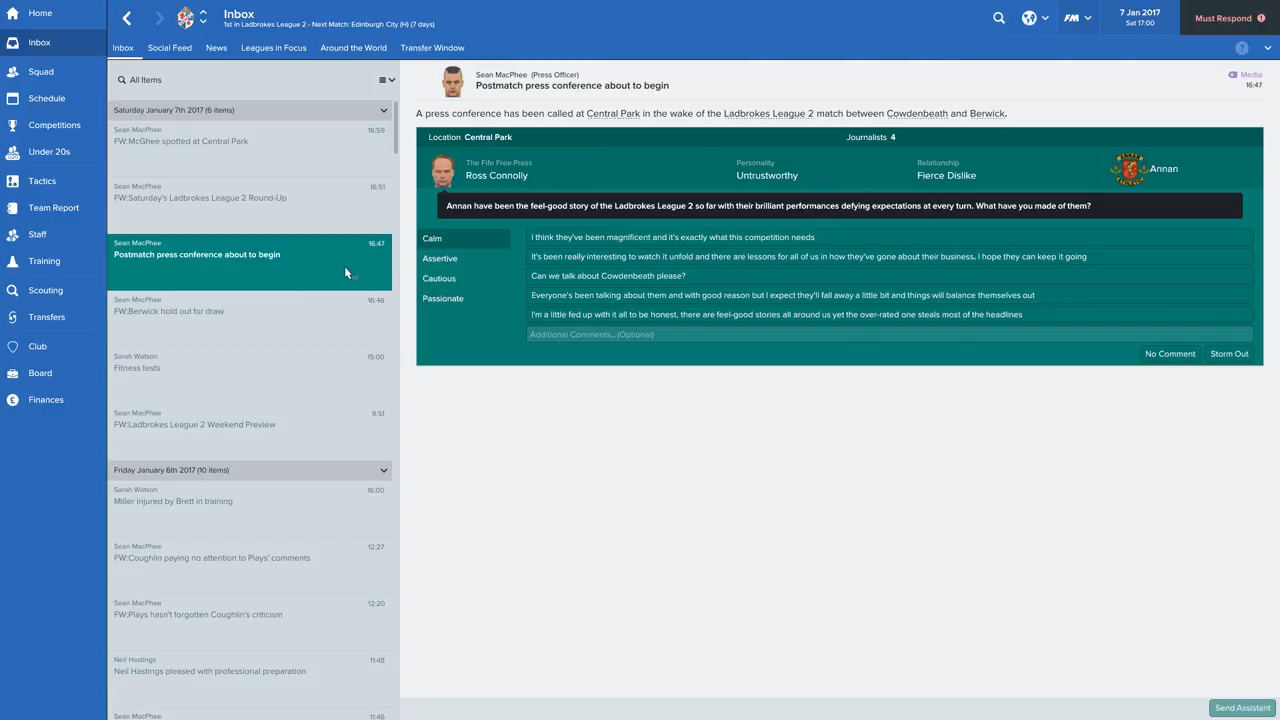 Home
Inbox
Squad
Schedule
Competitions
Under 20s
Tactics
Team Report
Staff
Training
Scouting
Transfers
Club
Board
Finances
Inbox
1st in Ladbrokes League 2 - Next Match: Edinburgh City (H) (7 days)
FM
7 Jan 2017
Sat 17:00
Must Respond
Inbox Social Feed News Leagues in Focus Around the World Transfer Window
All Items
Saturday January 7th 2017 (6 items)
Sean MacPhee 16:59
FW:McGhee spotted at Central Park
16:51
Sean MacPhee
FW:Saturday's Ladbrokes League 2 Round-Up
Sean MacPhee 16:47
Postmatch press conference about to begin
Sean MacPhee 16:46
FW:Berwick hold out for draw
Sarah Watson 15:00
Fitness tests
Sean MacPhee 9:51
FW:Ladbrokes League 2 Weekend Preview
Friday January 6th 2017 (10 items)
Sarah Watson 16:00
Miller injured by Brett in training
Sean MacPhee 12:27
FW:Coughlin paying no attention to Plays' comments
Sean MacPhee 12:20
FW:Plays hasn't forgotten Coughlin's criticism
Neil Hastings 11:48
Neil Hastings pleased with professional preparation
Sean MacPhee 11:46
Sean MacPhee (Press Officer)
Postmatch press conference about to begin
Media
16:47
A press conference has been called at Central Park in the wake of the Ladbrokes League 2 match between Cowdenbeath and Berwick.
Location Central Park Journalists 4
The Fife Free Press Personality Relationship
Ross Connolly Untrustworthy Fierce Dislike Annan
Annan have been the feel-good story of the Ladbrokes League 2 so far with their brilliant performances defying expectations at every turn. What have you made of them?
Calm
Assertive
Cautious
Passionate
I think they've been magnificent and it's exactly what this competition needs
It's been really interesting to watch it unfold and there are lessons for all of us in how they've gone about their business. I hope they can keep it going
Can we talk about Cowdenbeath please?
Everyone's been talking about them and with good reason but I expect they'll fall away a little bit and things will balance themselves out
I'm a little fed up with it all to be honest, there are feel-good stories all around us yet the over-rated one steals most of the headlines
Additional Comments... (Optional)
No Comment Storm Out
Send Assistant